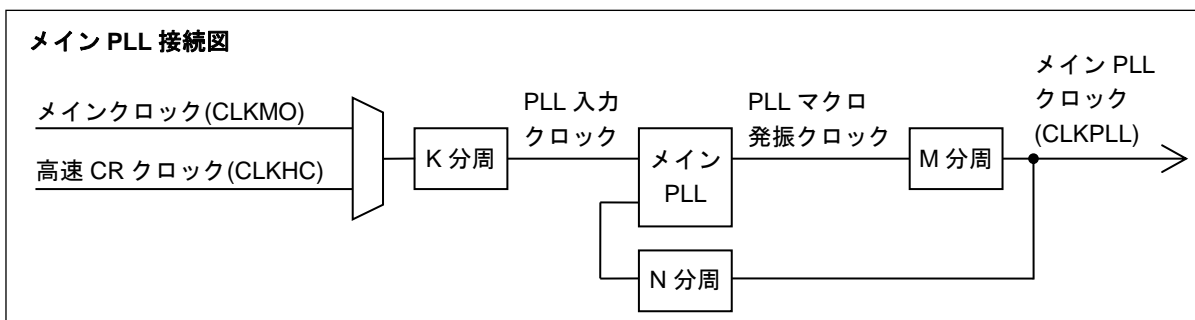 メイン PLL 接続図
メインクロック(CLKMO)
高速 CR クロック(CLKHC)
K 分周
PLL 入力
クロック
メイン
PLL
PLL マクロ
発振クロック
M 分周
メイン PLL
クロック
(CLKPLL)
N 分周